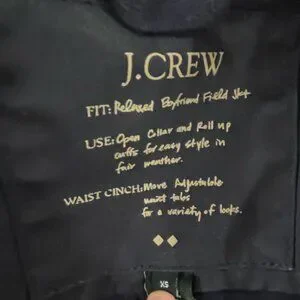 J.CREW
FIT: Relaxed Boyfriend Field Jkt
USE: Open Collar and Roll up
cuffs for easy style in
fair weather.
WAIST CINCH: Move Adjustable
waist tabs
for a variety of looks.
XS